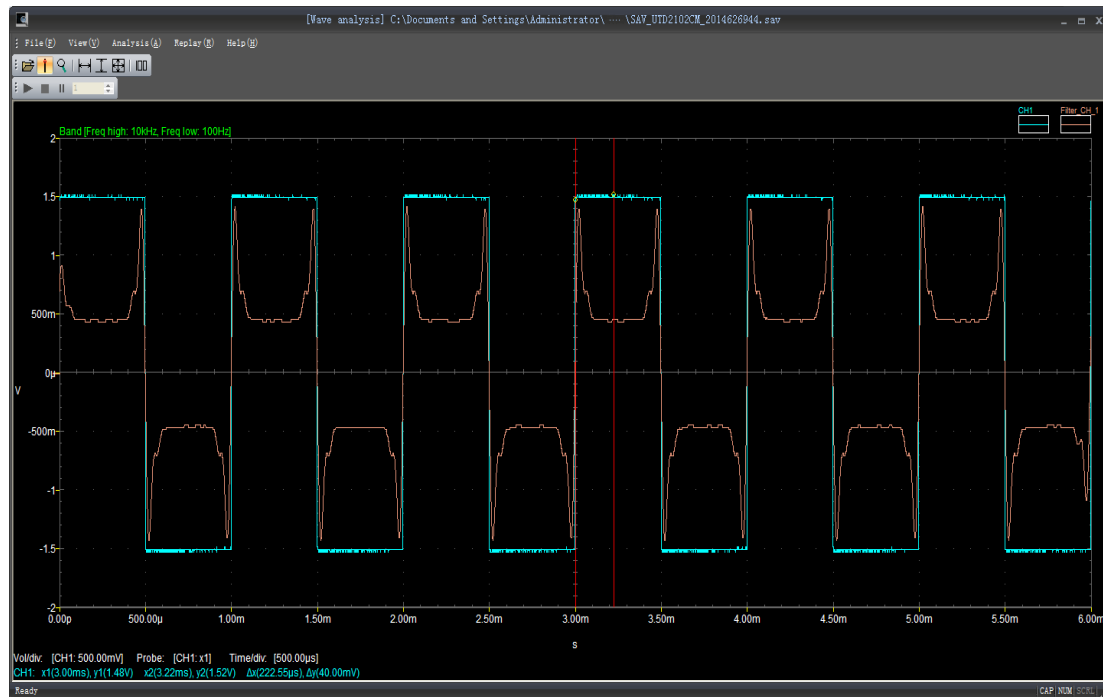 [Wave analysis] C:\Documents and Settings\Administrator\ ···· \SAV_UTD2102CM_2014626944.sav
File(F) View(V) Analysis(A) Replay(R) Help(H)
1
CH1 Filter_CH_1
Band [Freq high: 10kHz, Freq low: 100Hz]
2
1.5
1
500m
0µ
V
-500m
-1
-1.5
-2
0.00p 500.00µ 1.00m 1.50m 2.00m 2.50m 3.00m 3.50m 4.00m 4.50m 5.00m 5.50m 6.00m
s
Vol/div: [CH1: 500.00mV] Probe: [CH1: x1] Time/div: [500.00µs]
CH1: x1(3.00ms), y1(1.48V) x2(3.22ms), y2(1.52V) Δx(222.55µs), Δy(40.00mV)
Ready CAP NUM SCRL